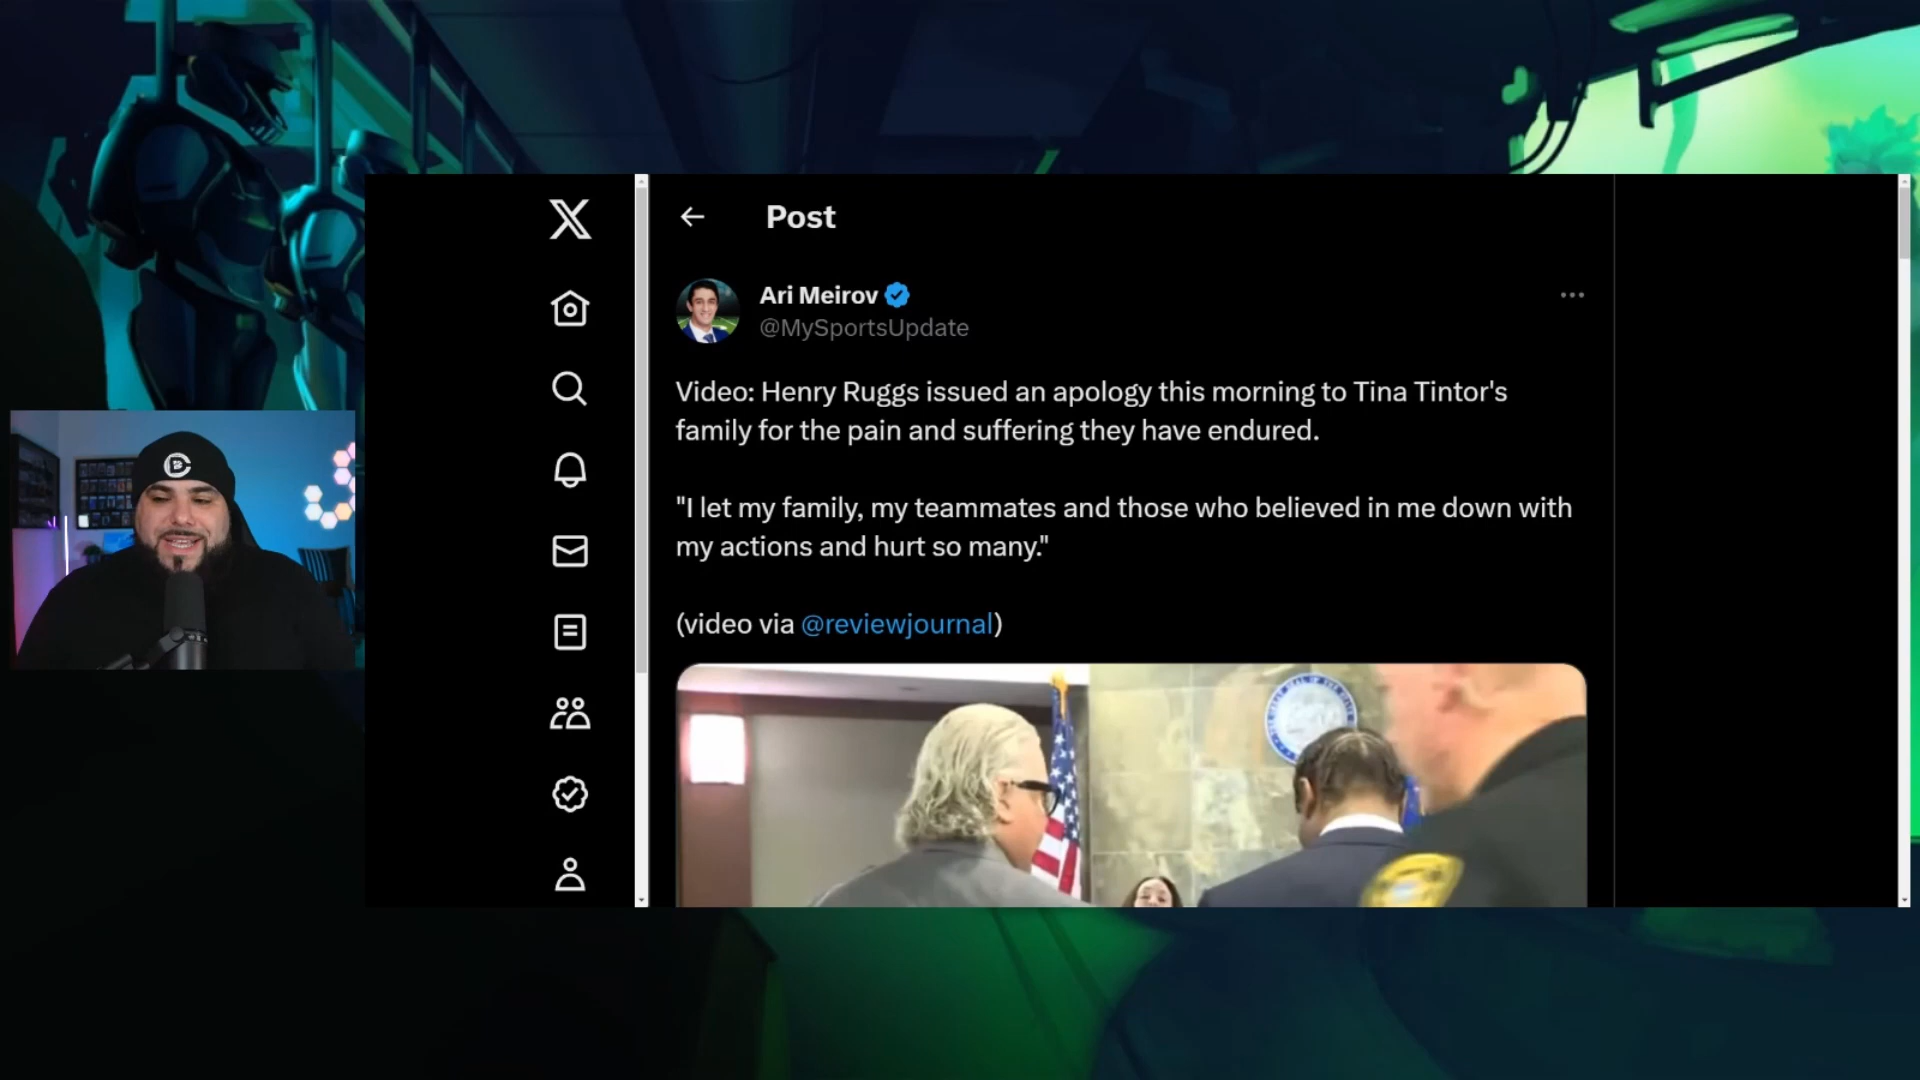 Post
Ari Meirov
@MySportsUpdate
Video: Henry Ruggs issued an apology this morning to Tina Tintor's
family for the pain and suffering they have endured.
"I let my family, my teammates and those who believed in me down with
my actions and hurt so many."
(video via @reviewjournal)